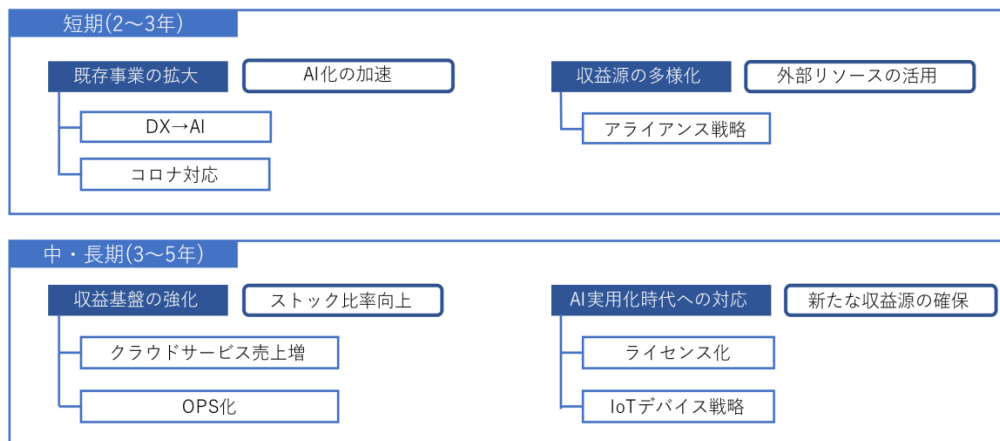 短期(2～3年)
既存事業の拡大
AI化の加速
DX→AI
コロナ対応
収益源の多様化
外部リソースの活用
アライアンス戦略
中・長期(3～5年)
収益基盤の強化
ストック比率向上
クラウドサービス売上増
OPS化
AI実用化時代への対応
新たな収益源の確保
ライセンス化
IoTデバイス戦略